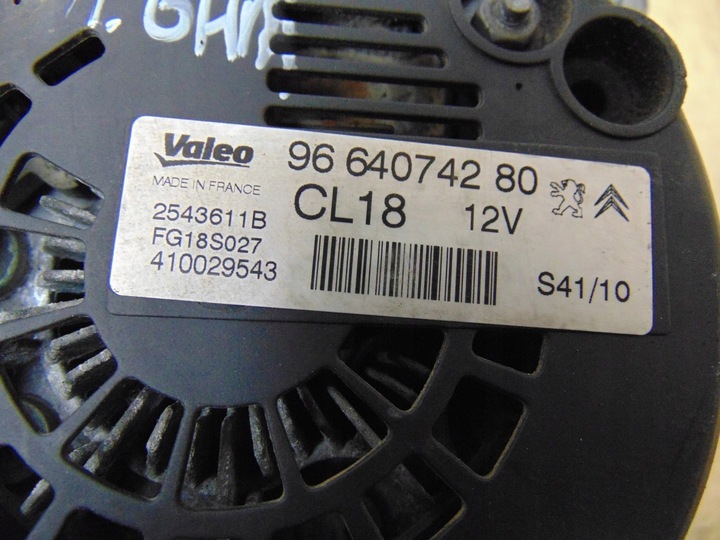 Valeo 96 640742 80
MADE IN FRANCE
CL18 12V
2543611B
FG18S027
410029543
S41/10